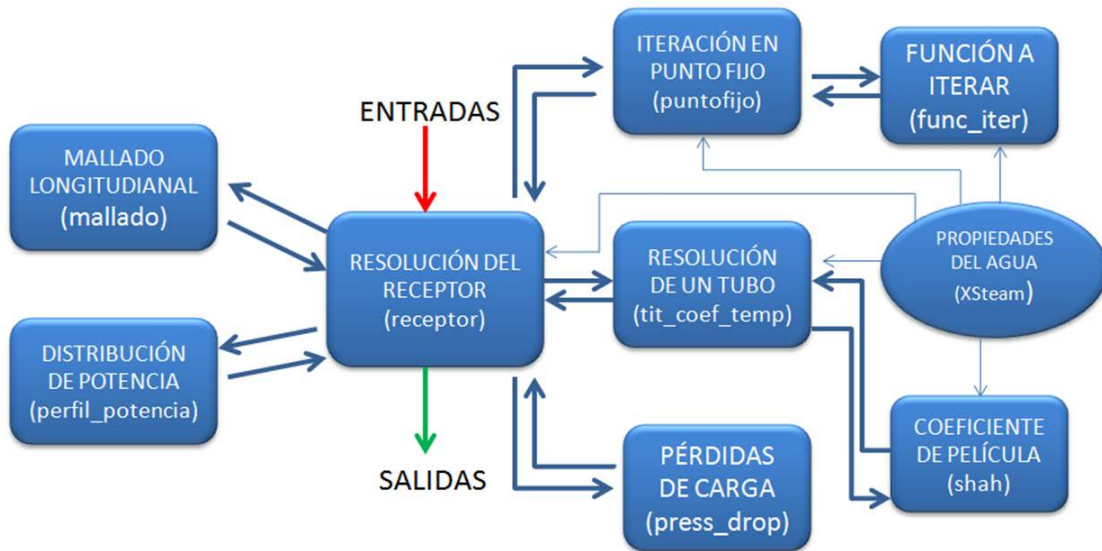 ITERACIÓN EN
PUNTO FIJO
(puntofijo)
FUNCIÓN A
ITERAR
(func_iter)
ENTRADAS
MALLADO
LONGITUDIANAL
(mallado)
RESOLUCIÓN DEL
RECEPTOR
(receptor)
RESOLUCIÓN
DE UN TUBO
(tit_coef_temp)
PROPIEDADES
DEL AGUA
(XSteam)
DISTRIBUCIÓN
DE POTENCIA
(perfil_potencia)
SALIDAS
PÉRDIDAS
DE CARGA
(press_drop)
COEFICIENTE
DE PELÍCULA
(shah)